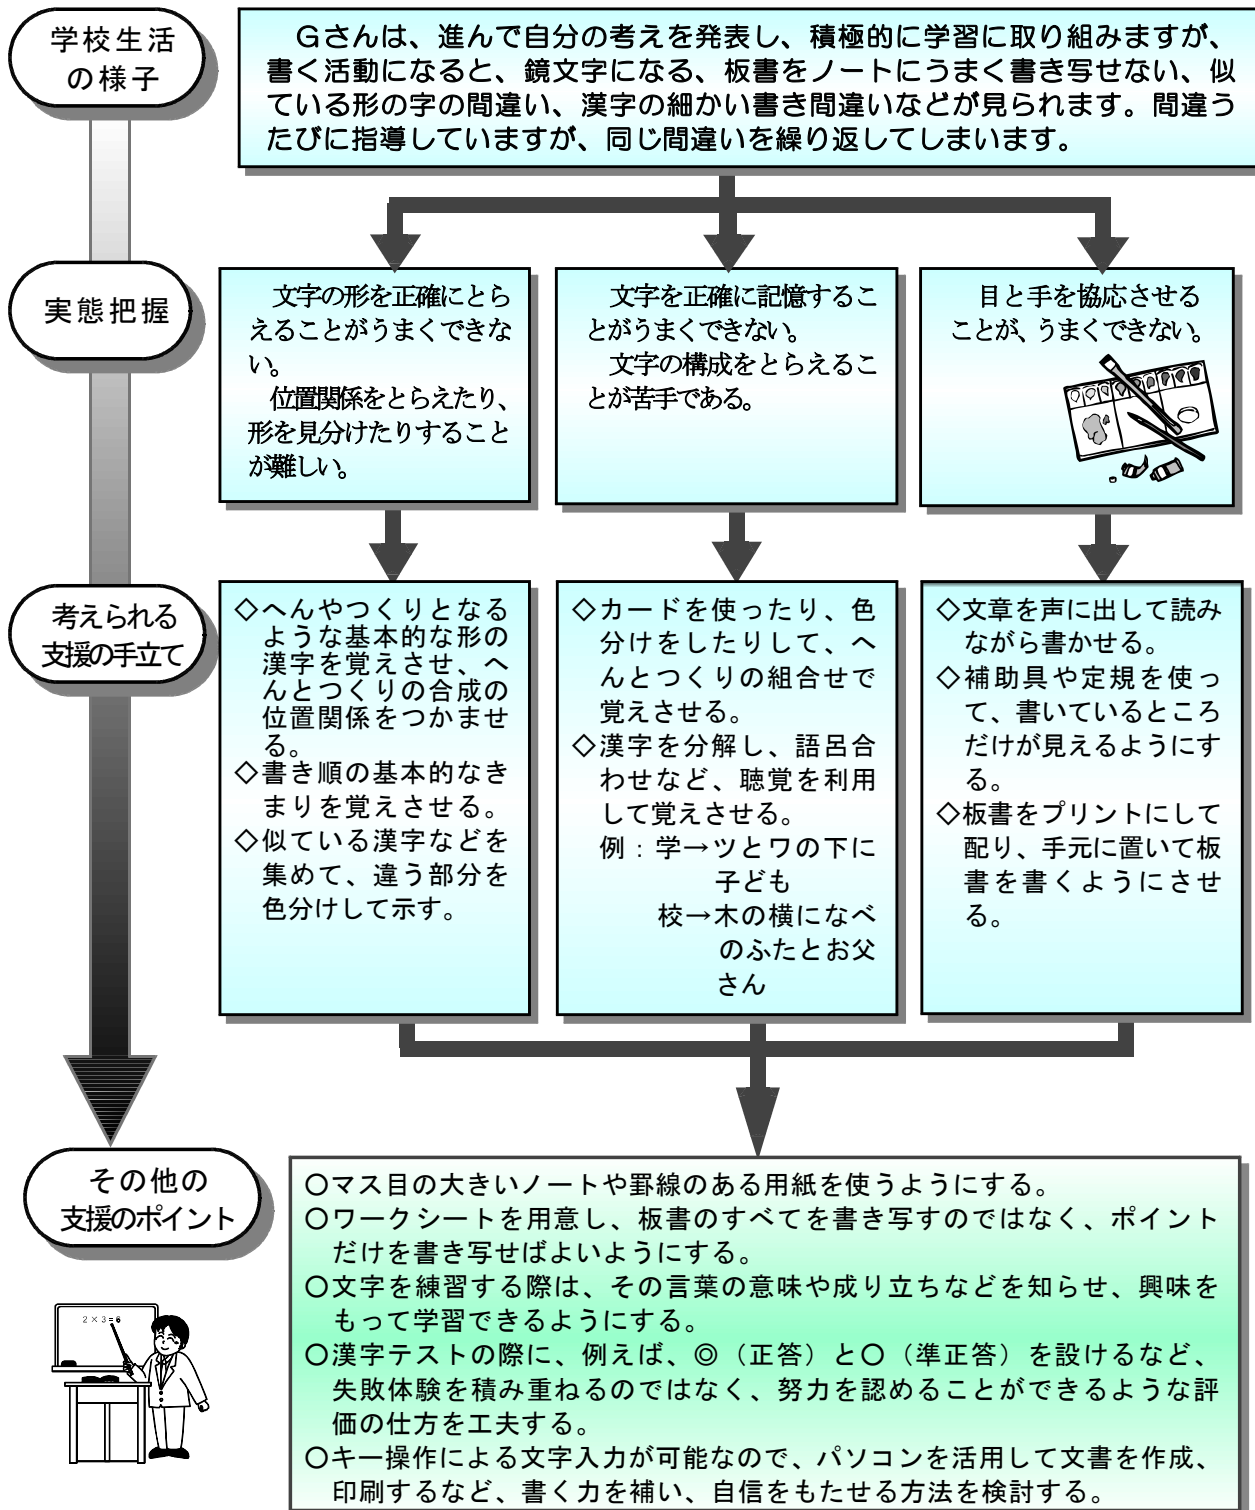 学校生活
の様子
Gさんは、進んで自分の考えを発表し、積極的に学習に取り組みますが、
書く活動になると、鏡文字になる、板書をノートにうまく書き写せない、似
ている形の字の間違い、漢字の細かい書き間違いなどが見られます。間違う
たびに指導していますが、同じ間違いを繰り返してしまいます。
実態把握
文字の形を正確にとら
えることがうまくできな
い。
位置関係をとらえたり、
形を見分けたりすること
が難しい。
文字を正確に記憶するこ
とがうまくできない。
文字の構成をとらえるこ
とが苦手である。
目と手を協応させる
ことが、うまくできない。
考えられる
支援の手立て
◇へんやつくりとなる
ような基本的な形の
漢字を覚えさせ、へ
んとつくりの合成の
位置関係をつかませ
る。
◇書き順の基本的なき
まりを覚えさせる。
◇似ている漢字などを
集めて、違う部分を
色分けして示す。
◇カードを使ったり、色
分けをしたりして、へ
んとつくりの組合せで
覚えさせる。
◇漢字を分解し、語呂合
わせなど、聴覚を利用
して覚えさせる。
例：学→ツとワの下に
子ども
校→木の横になべ
のふたとお父
さん
◇文章を声に出して読み
ながら書かせる。
◇補助具や定規を使っ
て、書いているところ
だけが見えるようにす
る。
◇板書をプリントにして
配り、手元に置いて板
書を書くようにさせ
る。
その他の
支援のポイント
○マス目の大きいノートや罫線のある用紙を使うようにする。
○ワークシートを用意し、板書のすべてを書き写すのではなく、ポイント
だけを書き写せばよいようにする。
○文字を練習する際は、その言葉の意味や成り立ちなどを知らせ、興味を
もって学習できるようにする。
○漢字テストの際に、例えば、◎（正答）と○（準正答）を設けるなど、
失敗体験を積み重ねるのではなく、努力を認めることができるような評
価の仕方を工夫する。
○キー操作による文字入力が可能なので、パソコンを活用して文書を作成、
印刷するなど、書く力を補い、自信をもたせる方法を検討する。
2×3=6